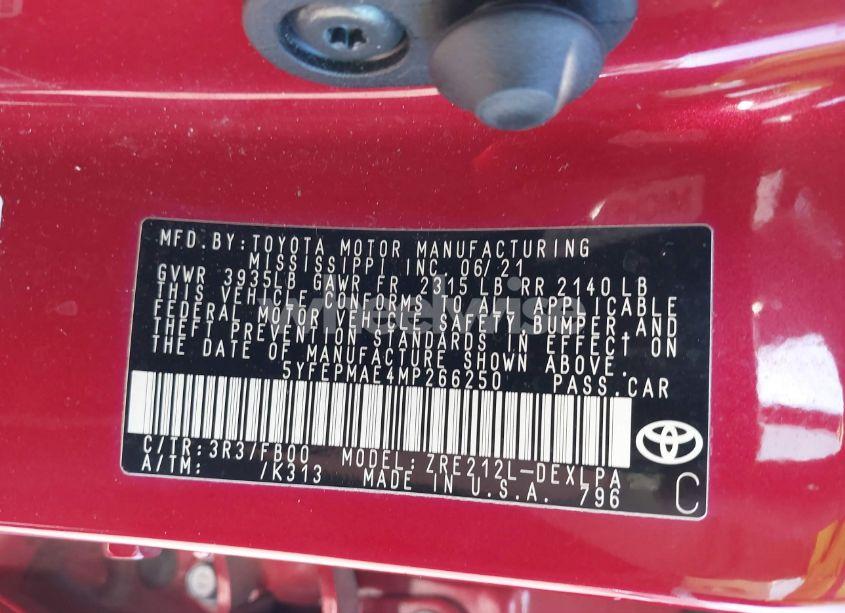 MFD.BY:TOYOTA MOTOR MANUFACTURING
MISSISSIPPI INC. 06/21
GVWR 3935LB GAWR FR 2315 LB RR 2140 LB
THIS VEHICLE CONFORMS TO ALL APPLICABLE
FEDERAL MOTOR VEHICLE SAFETY BUMPER AND
THEFT PREVENTION STANDARDS IN EFFECT ON
THE DATE OF MANUFACTURE SHOWN ABOVE.
5YFEPMAE4MP266250 PASS.CAR
C/TR:3R37/FB00 MODEL:ZRE212L-DEXLPA
A/TM: /K313 MADE IN U.S.A. 796
C